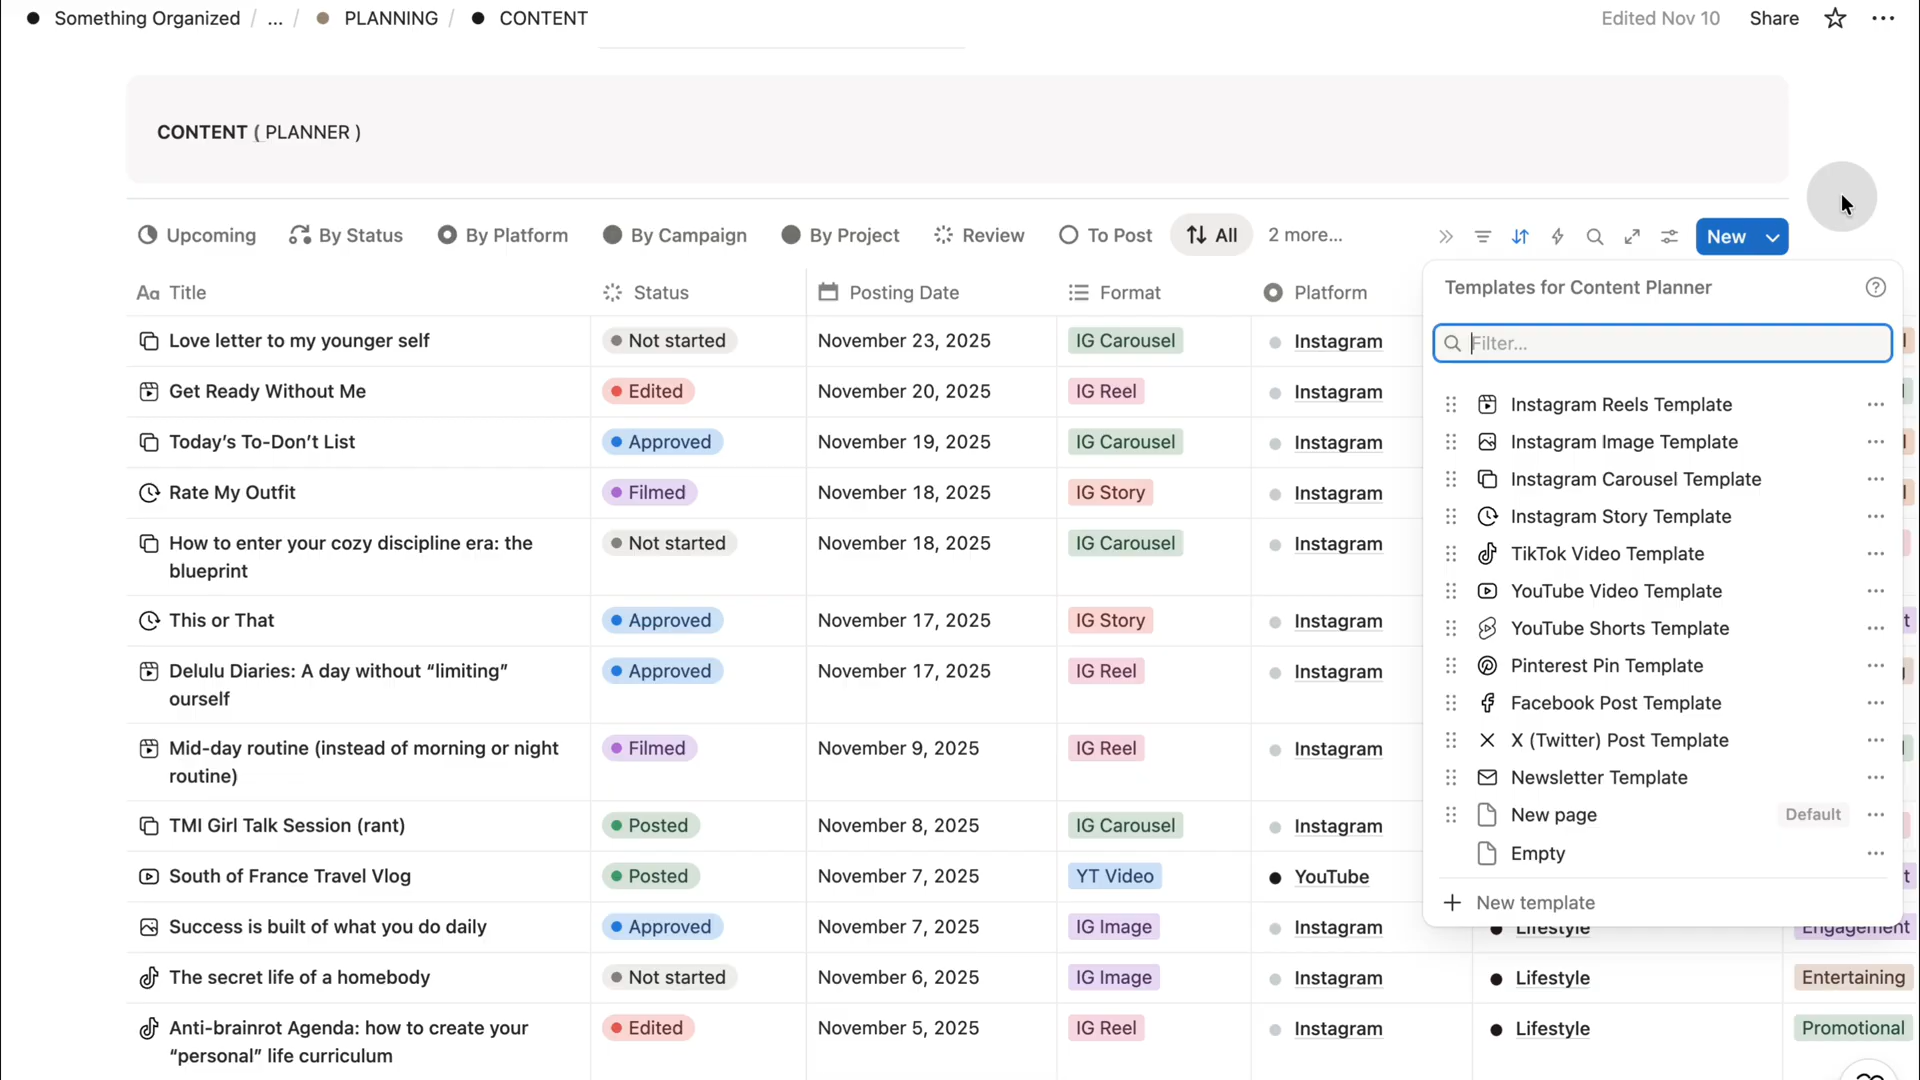 Something Organized / ... / PLANNING / CONTENT
Edited Nov 10 Share
CONTENT ( PLANNER )
Upcoming By Status By Platform By Campaign By Project Review To Post All 2 more... New
Aa Title Status Posting Date Format Platform
Love letter to my younger self Not started November 23, 2025 IG Carousel Instagram
Get Ready Without Me Edited November 20, 2025 IG Reel Instagram
Today’s To-Don’t List Approved November 19, 2025 IG Carousel Instagram
Rate My Outfit Filmed November 18, 2025 IG Story Instagram
How to enter your cozy discipline era: the Not started November 18, 2025 IG Carousel Instagram
blueprint
This or That Approved November 17, 2025 IG Story Instagram
Delulu Diaries: A day without “limiting” Approved November 17, 2025 IG Reel Instagram
ourself
Mid-day routine (instead of morning or night Filmed November 9, 2025 IG Reel Instagram
routine)
TMI Girl Talk Session (rant) Posted November 8, 2025 IG Carousel Instagram
South of France Travel Vlog Posted November 7, 2025 YT Video YouTube
Success is built of what you do daily Approved November 7, 2025 IG Image Instagram Lifestyle Engagement
The secret life of a homebody Not started November 6, 2025 IG Image Instagram Lifestyle Entertaining
Anti-brainrot Agenda: how to create your Edited November 5, 2025 IG Reel Instagram Lifestyle Promotional
“personal” life curriculum
Templates for Content Planner
Filter...
Instagram Reels Template
Instagram Image Template
Instagram Carousel Template
Instagram Story Template
TikTok Video Template
YouTube Video Template
YouTube Shorts Template
Pinterest Pin Template
Facebook Post Template
X (Twitter) Post Template
Newsletter Template
New page Default
Empty
New template